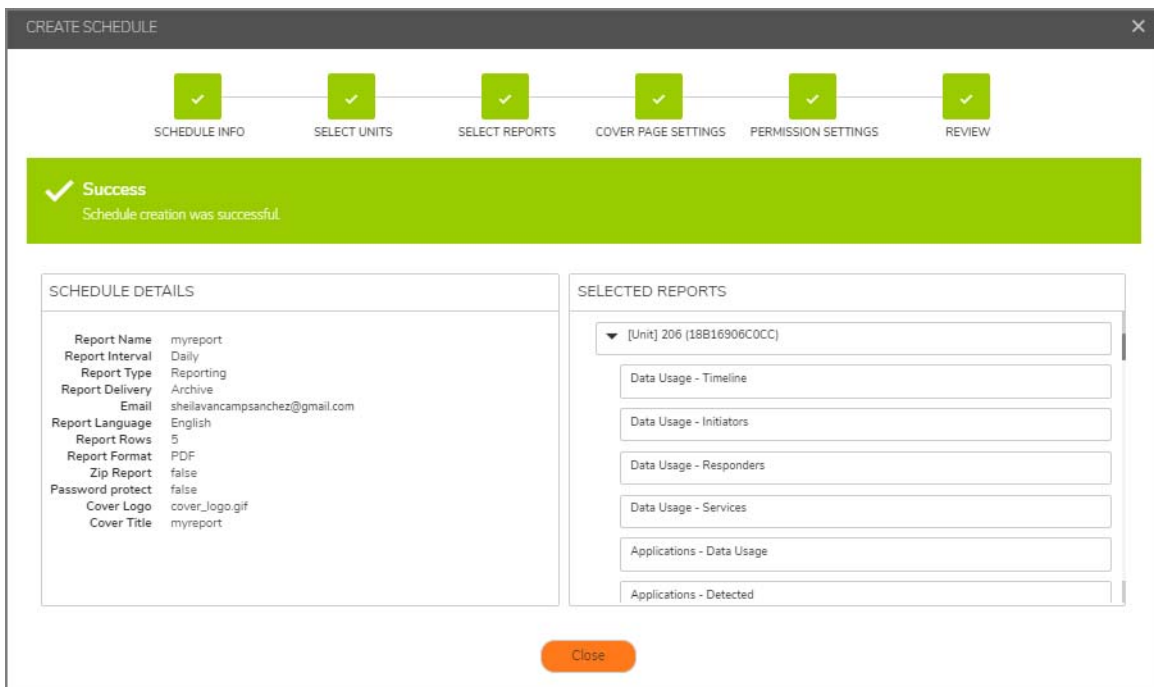 CREATE SCHEDULE
SCHEDULE INFO SELECT UNITS SELECT REPORTS COVER PAGE SETTINGS PERMISSION SETTINGS REVIEW
Success
Schedule creation was successful.
SCHEDULE DETAILS
Report Name myreport
Report Interval Daily
Report Type Reporting
Report Delivery Archive
Email sheilavancampsanchez@gmail.com
Report Language English
Report Rows 5
Report Format PDF
Zip Report false
Password protect false
Cover Logo cover_logo.gif
Cover Title myreport
SELECTED REPORTS
[Unit] 206 (18B16906C0CC)
Data Usage - Timeline
Data Usage - Initiators
Data Usage - Responders
Data Usage - Services
Applications - Data Usage
Applications - Detected
Close